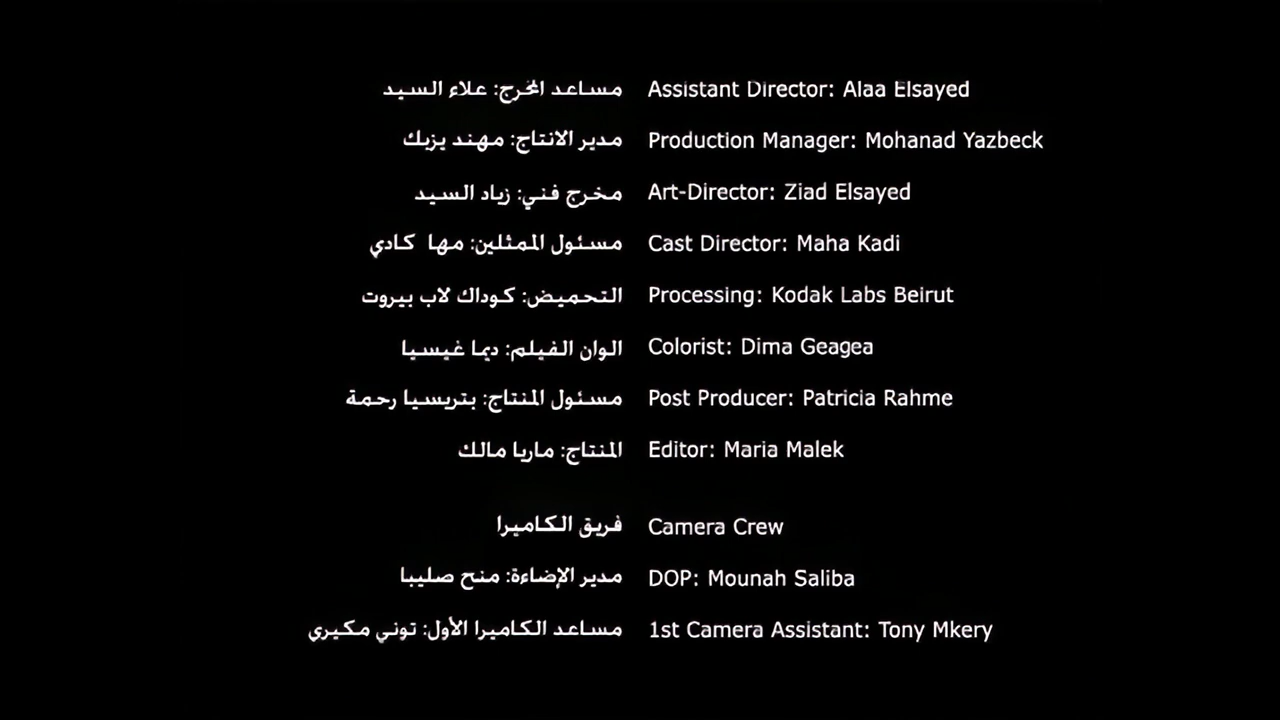 مساعد المخرج: علاء السيد Assistant Director: Alaa Elsayed
مدير الانتاج: مهند يزبك Production Manager: Mohanad Yazbeck
مخرج فني: زياد السيد Art-Director: Ziad Elsayed
مسئول الممثلين: مها كادي Cast Director: Maha Kadi
التحميض: كوداك لاب بيروت Processing: Kodak Labs Beirut
الوان الفيلم: ديما غيسيا Colorist: Dima Geagea
مسئول المنتاج: بتريسيا رحمة Post Producer: Patricia Rahme
المنتاج: ماريا مالك Editor: Maria Malek
فريق الكاميرا Camera Crew
مدير الإضاءة: منح صليبا DOP: Mounah Saliba
مساعد الكاميرا الأول: توني مكيري 1st Camera Assistant: Tony Mkery